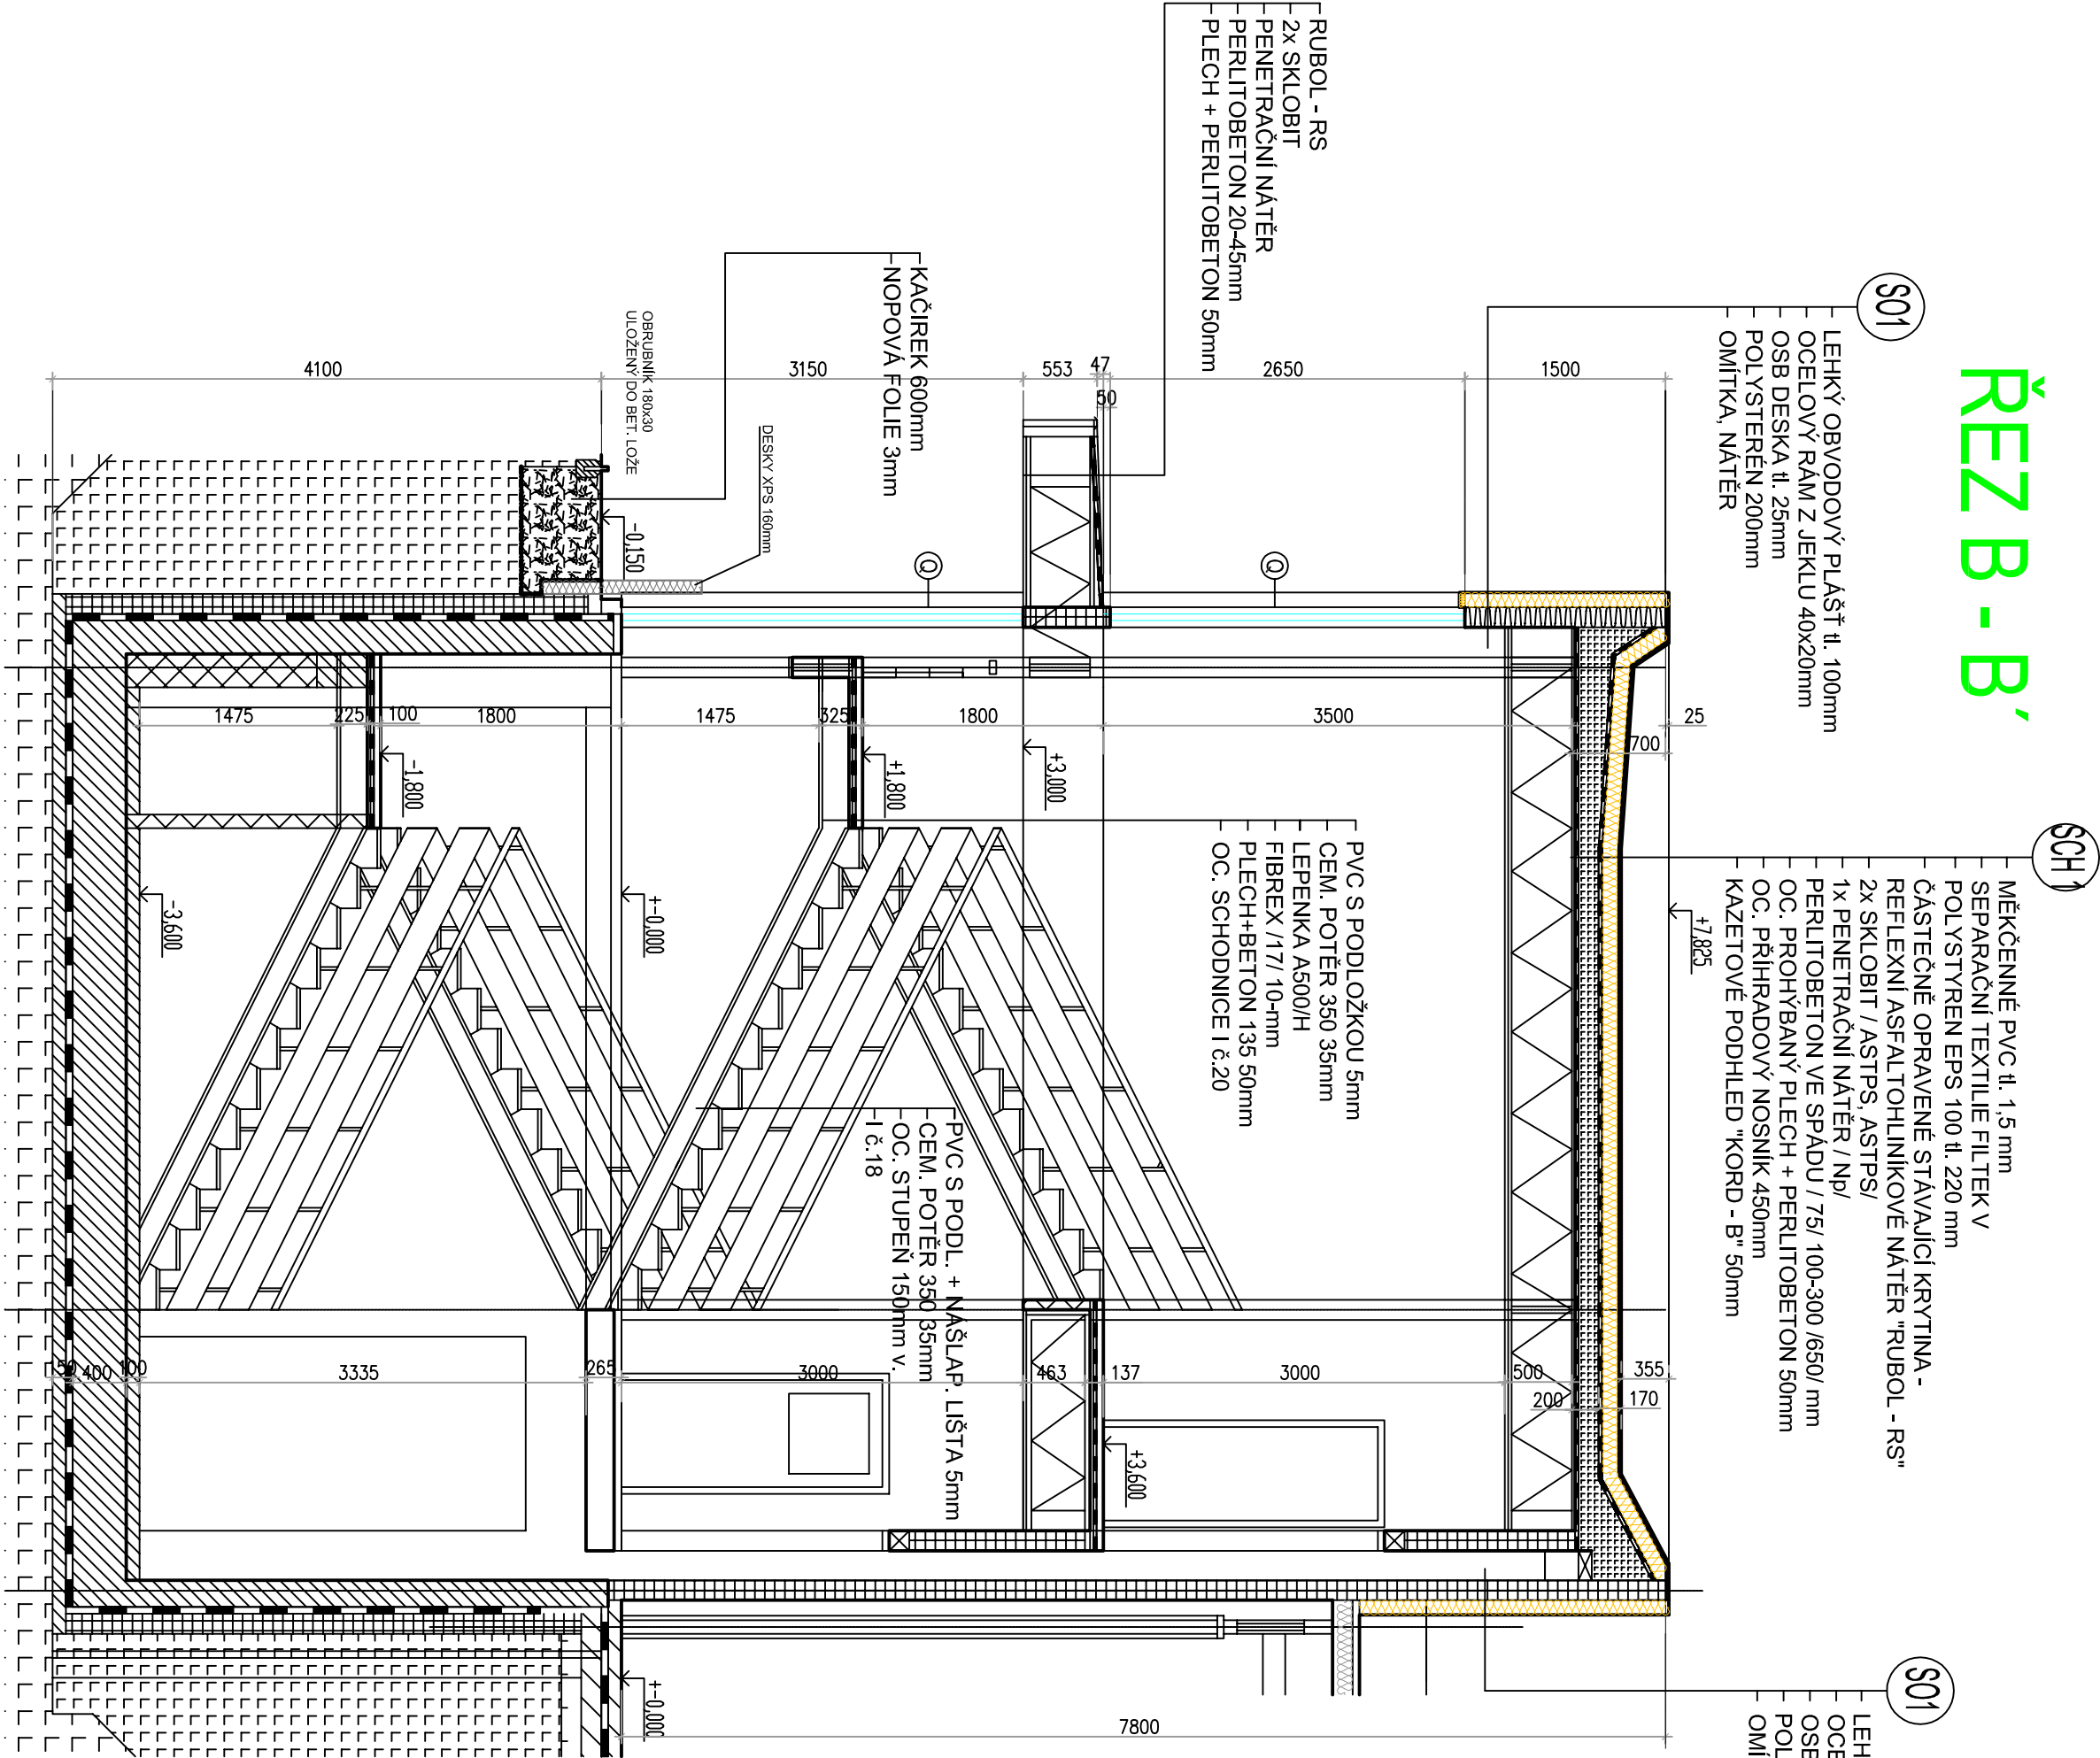 ŘEZ B - B´
SO1
LEHKÝ OBVODOVÝ PLÁŠŤ tl. 100mm
OCELOVÝ RÁM Z JEKLU 40x20mm
OSB DESKA tl. 25mm
POLYSTERÉN 200mm
OMÍTKA, NÁTĚR
SCH 1
MĚKČENNÉ PVC tl. 1,5 mm
SEPARAČNÍ TEXTILIE FILTEK V
POLYSTYREN EPS 100 tl. 220 mm
ČÁSTEČNĚ OPRAVENÉ STÁVAJÍCÍ KRYTINA -
REFLEXNÍ ASFALTOHLINÍKOVÉ NÁTĚR "RUBOL - RS"
2x SKLOBIT / ASTPS, ASTPS/
1x PENETRAČNÍ NÁTĚR / Np/
PERLITOBETON VE SPÁDU / 75/ 100-300 /650/ mm
OC. PROHÝBANÝ PLECH + PERLITOBETON 50mm
OC. PŘÍHRADOVÝ NOSNÍK 450mm
KAZETOVÉ PODHLED "KORD - B" 50mm
SO1
RUBOL - RS
2x SKLOBIT
PENETRAČNÍ NÁTĚR
PERLITOBETON 20-45mm
PLECH + PERLITOBETON 50mm
PVC S PODLOŽKOU 5mm
CEM. POTĚR 350 35mm
LEPENKA A500/H
FIBREX /17/ 10-mm
PLECH+BETON 135 50mm
OC. SCHODNICE I č.20
PVC S PODL. + NÁŠLAP. LIŠTA 5mm
CEM. POTĚR 350 35mm
OC. STUPEŇ 150mm v.
I č.18
KAČIREK 600mm
NOPOVÁ FOLIE 3mm
DESKY XPS 160mm
OBRUBNÍK 180x30
ULOŽENÝ DO BET. LOŽE
Q
Q
4100
3150
553
47
50
2650
1500
1475
225
100
1800
1475
325
1800
3500
700
25
150
400
100
3335
265
3000
463
137
3000
500
200
355
170
7800
+7,825
+3,600
+3,000
+1,800
+-0,000
+-0,000
-0,150
-1,800
-3,600